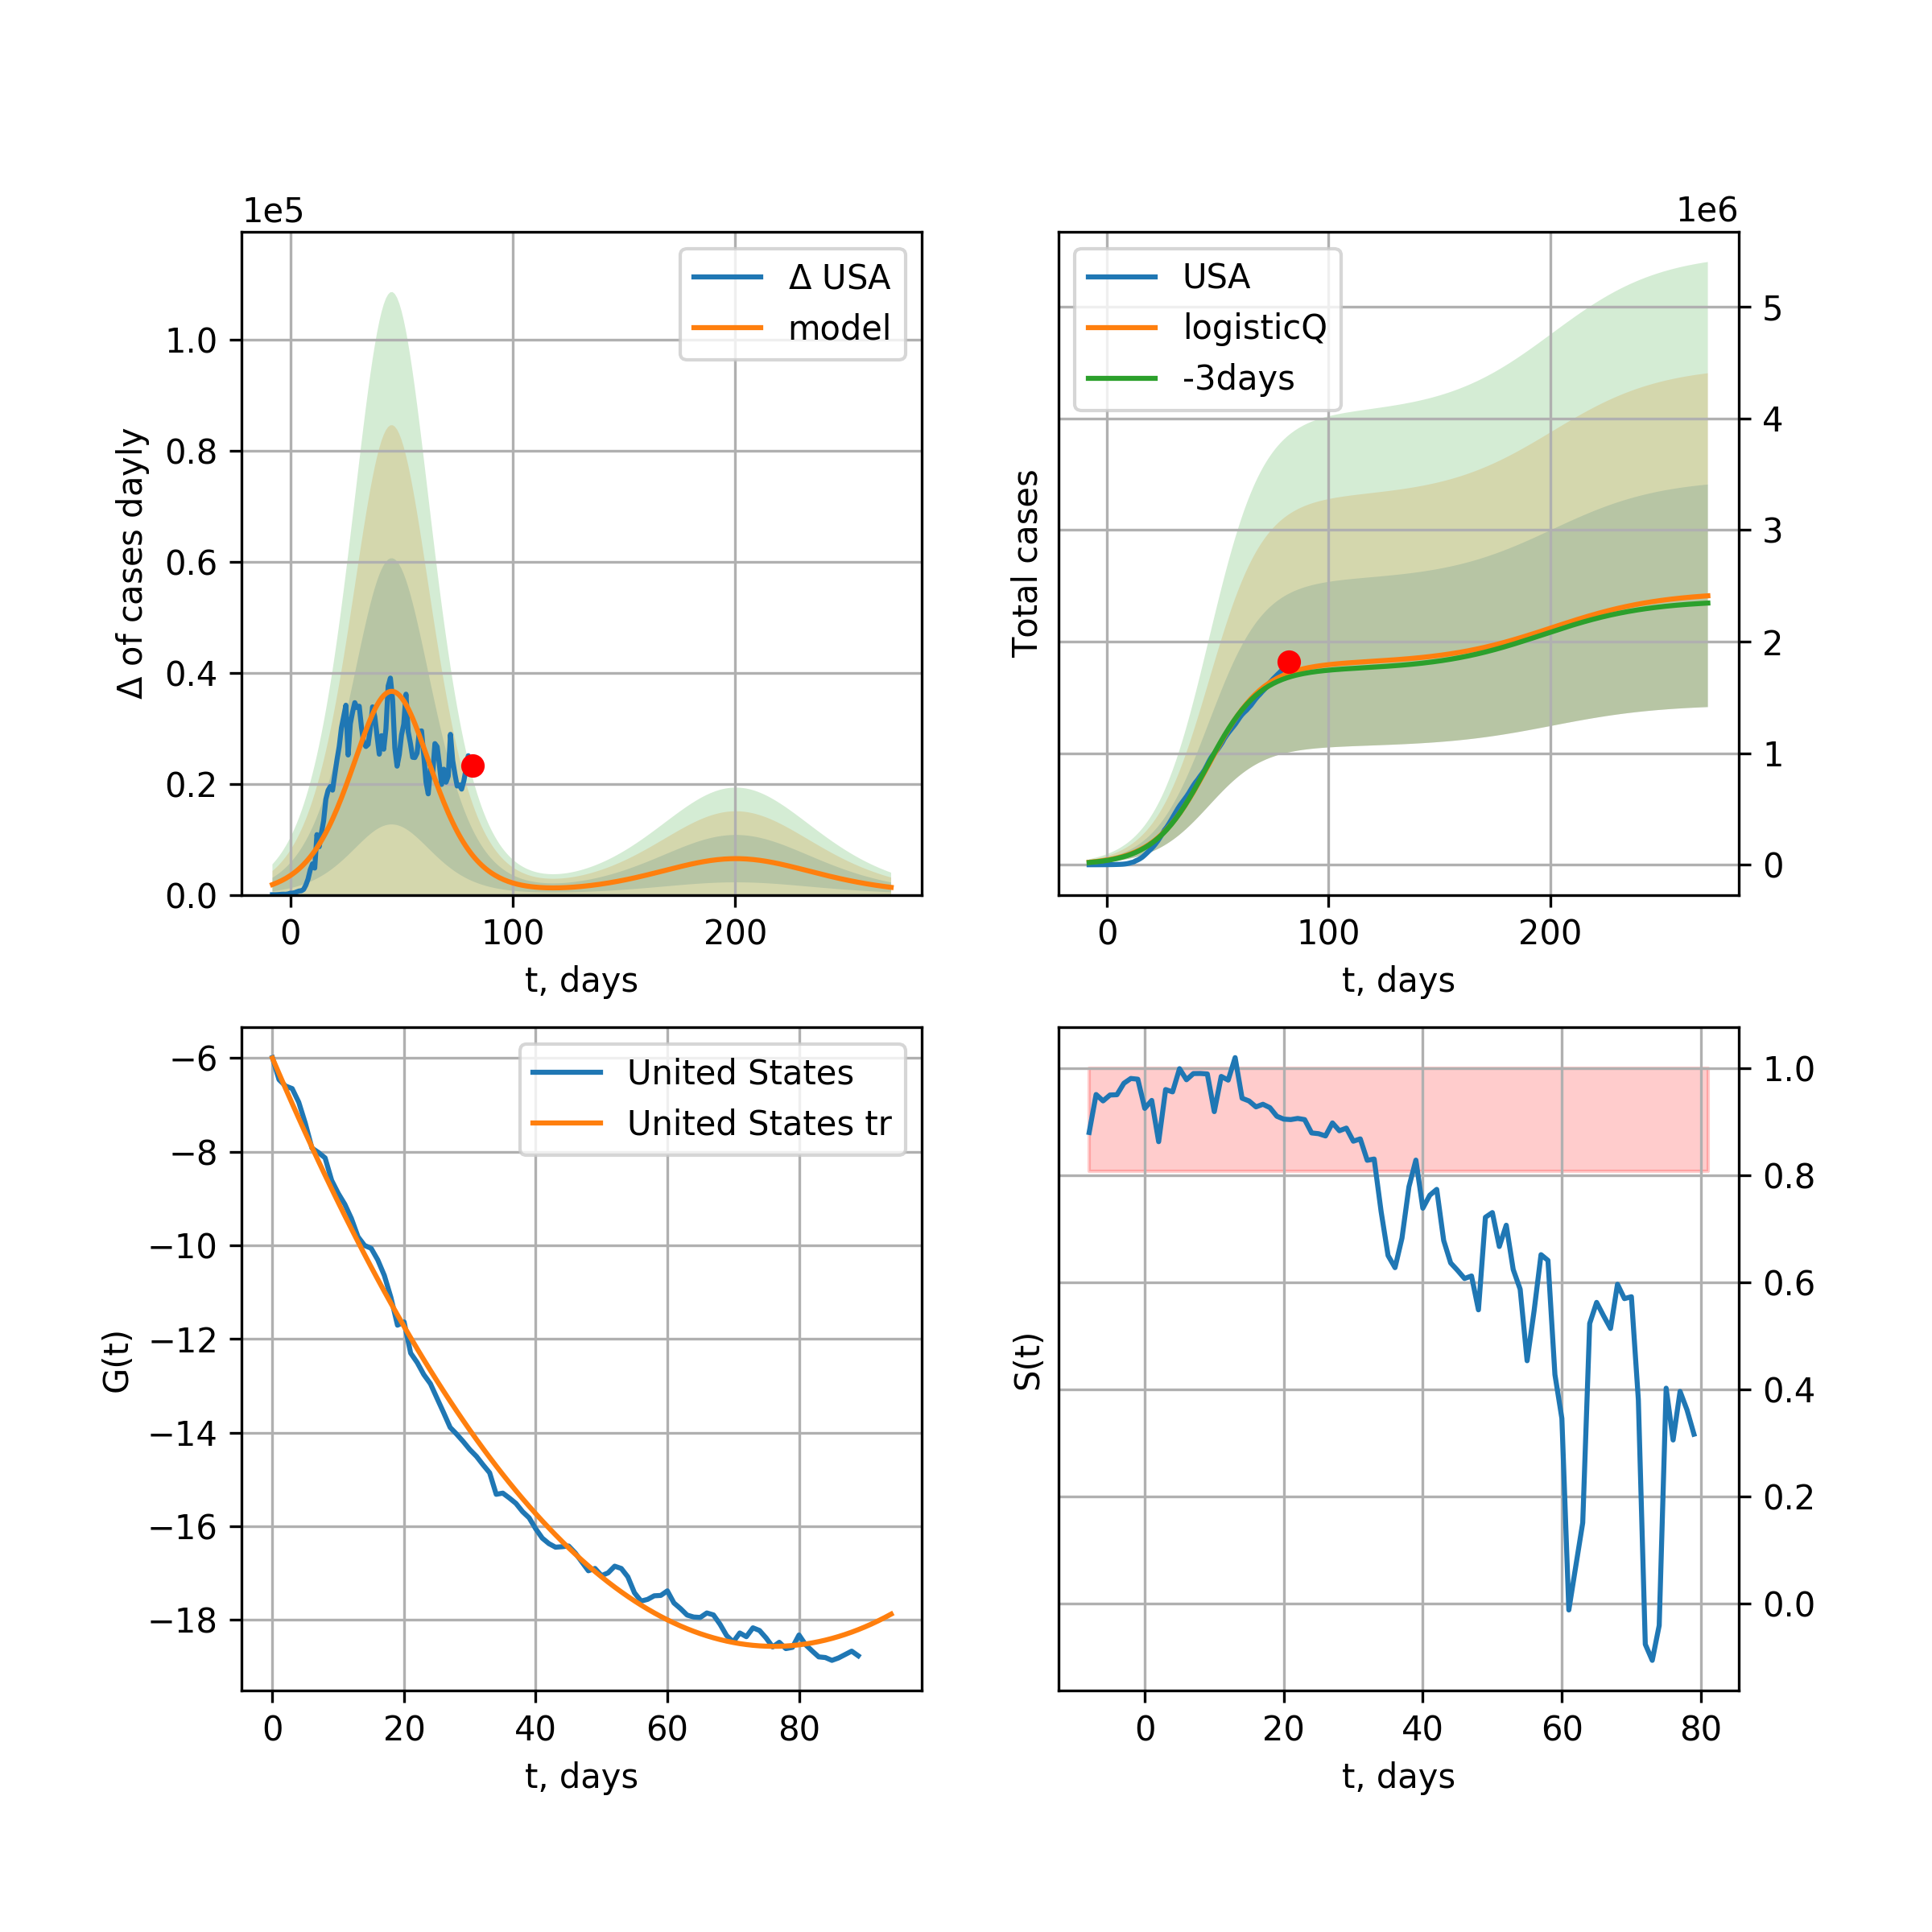 1e5
Δ of cases dayly
1.0
0.8
0.6
0.4
0.2
0.0
Δ USA
model
0 100 200
t, days
1e6
Total cases
USA
logisticQ
-3days
5
4
3
2
1
0
0 100 200
t, days
G(t)
−6
−8
−10
−12
−14
−16
−18
United States
United States tr
0 20 40 60 80
t, days
S(t)
1.0
0.8
0.6
0.4
0.2
0.0
0 20 40 60 80
t, days